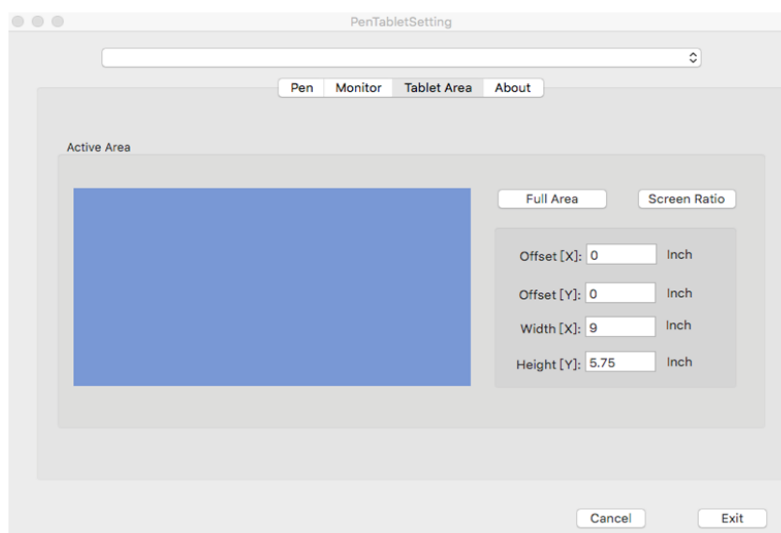 PenTabletSetting
Pen Monitor Tablet Area About
Active Area
Full Area Screen Ratio
Offset [X]: 0 Inch
Offset [Y]: 0 Inch
Width [X]: 9 Inch
Height [Y]: 5.75 Inch
Cancel Exit